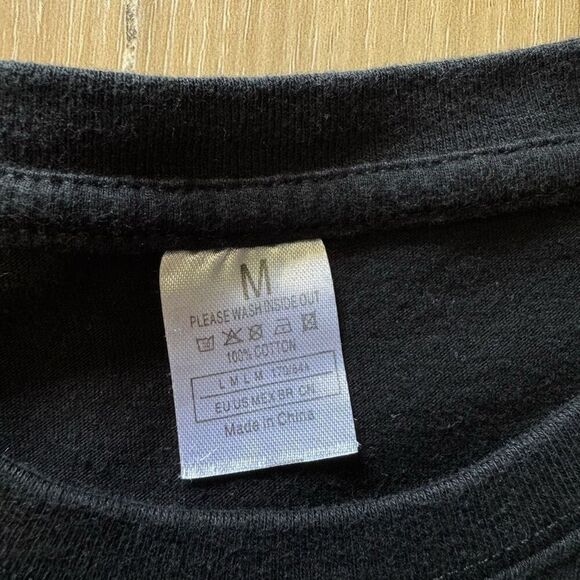 M
PLEASE WASH INSIDE OUT
100% COTTON
L M L M 170/84A
EU US MEX BR CN
Made in China